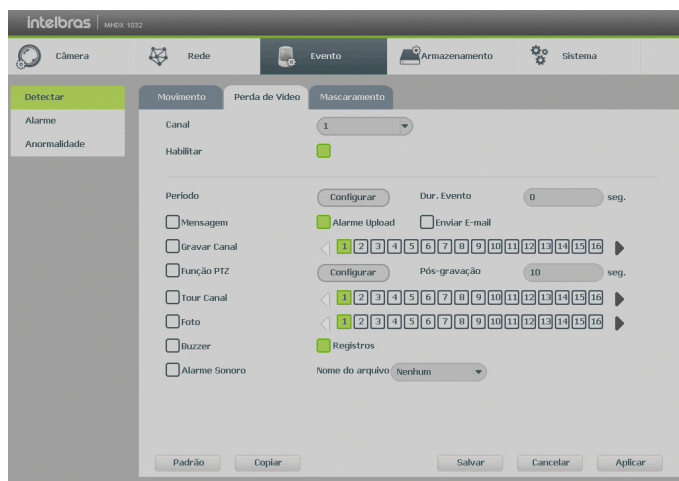 intelbras MHDX 1032
Câmera Rede Evento Armazenamento Sistema
Detectar
Alarme
Anormalidade
Movimento Perda de Vídeo Mascaramento
Canal 1
Habilitar
Período Configurar Dur. Evento 0 seg.
Mensagem Alarme Upload Enviar E-mail
Gravar Canal 1 2 3 4 5 6 7 8 9 10 11 12 13 14 15 16
Função PTZ Configurar Pós-gravação 10 seg.
Tour Canal 1 2 3 4 5 6 7 8 9 10 11 12 13 14 15 16
Foto 1 2 3 4 5 6 7 8 9 10 11 12 13 14 15 16
Buzzer Registros
Alarme Sonoro Nome do arquivo Nenhum
Padrão Copiar Salvar Cancelar Aplicar